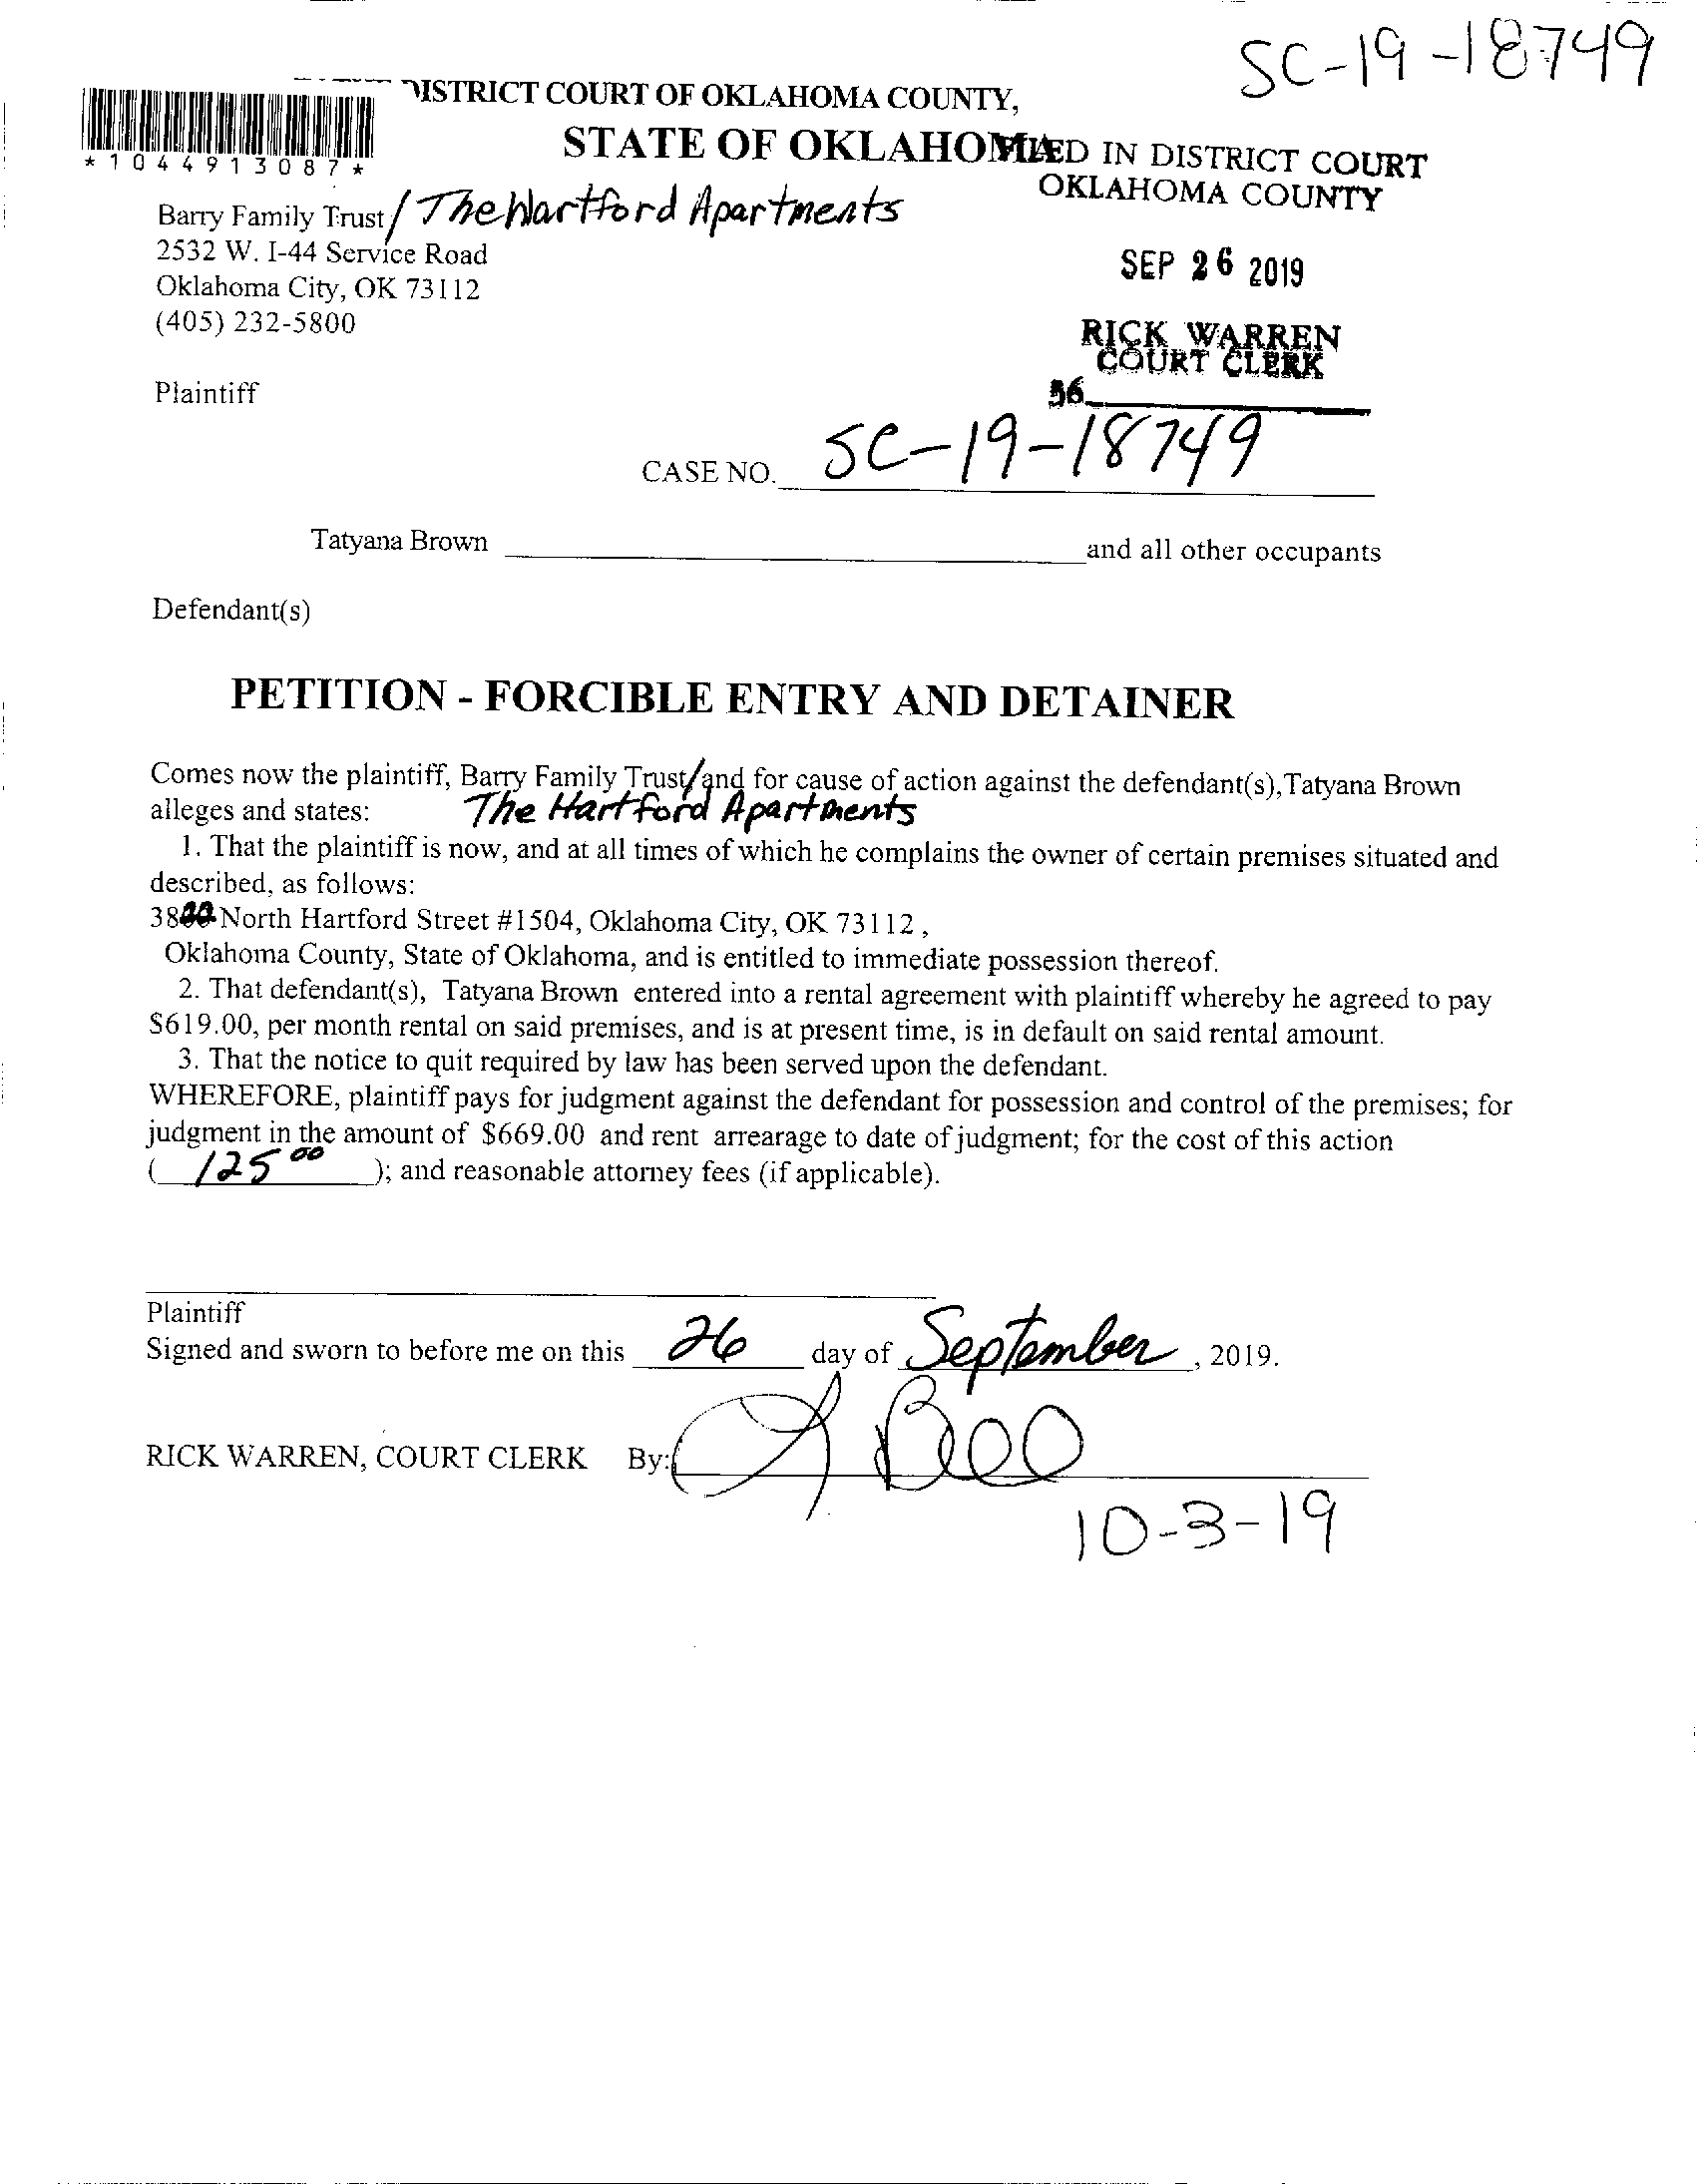 SC-19-18749
DISTRICT COURT OF OKLAHOMA COUNTY,
STATE OF OKLAHOMA
FILED IN DISTRICT COURT
OKLAHOMA COUNTY
*1044913087*
Barry Family Trust / The Hartford Apartments
2532 W. I-44 Service Road
Oklahoma City, OK 73112
(405) 232-5800
SEP 26 2019
RICK WARREN
COURT CLERK
Plaintiff
CASE NO. SC-19-18749
Tatyana Brown and all other occupants
Defendant(s)
PETITION - FORCIBLE ENTRY AND DETAINER
Comes now the plaintiff, Barry Family Trust/and for cause of action against the defendant(s),Tatyana Brown
alleges and states: The Hartford Apartments
1. That the plaintiff is now, and at all times of which he complains the owner of certain premises situated and
described, as follows:
North Hartford Street #1504, Oklahoma City, OK 73112 ,
Oklahoma County, State of Oklahoma, and is entitled to immediate possession thereof.
2. That defendant(s), Tatyana Brown entered into a rental agreement with plaintiff whereby he agreed to pay
$619.00, per month rental on said premises, and is at present time, is in default on said rental amount.
3. That the notice to quit required by law has been served upon the defendant.
WHEREFORE, plaintiff pays for judgment against the defendant for possession and control of the premises; for
judgment in the amount of $669.00 and rent arrearage to date of judgment; for the cost of this action
( 125 00 ); and reasonable attorney fees (if applicable).
Plaintiff
Signed and sworn to before me on this 26 day of September , 2019.
RICK WARREN, COURT CLERK By:
10-3-19